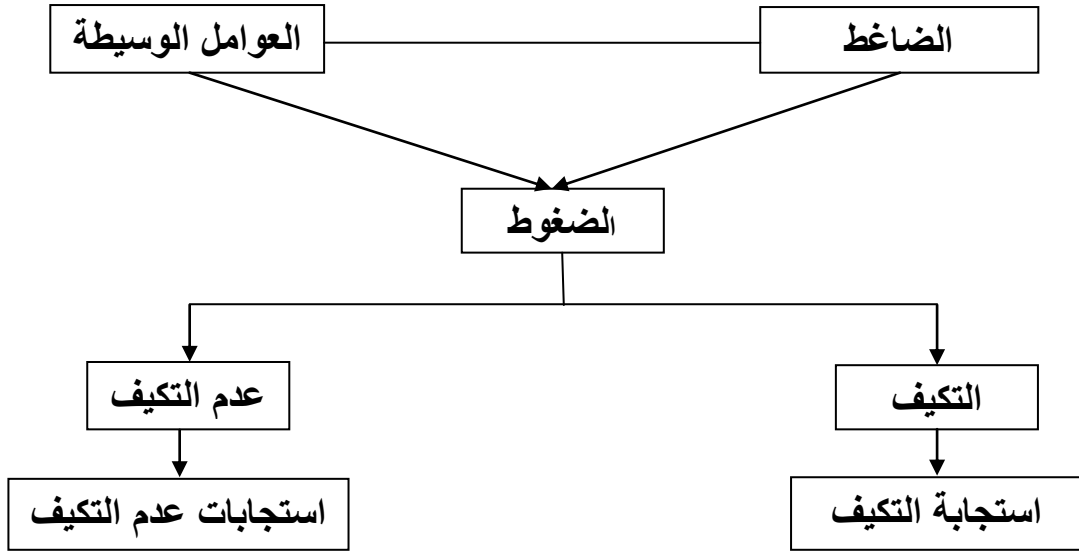 الضاغط
العوامل الوسيطة
الضغوط
التكيف
عدم التكيف
استجابة التكيف
استجابات عدم التكيف